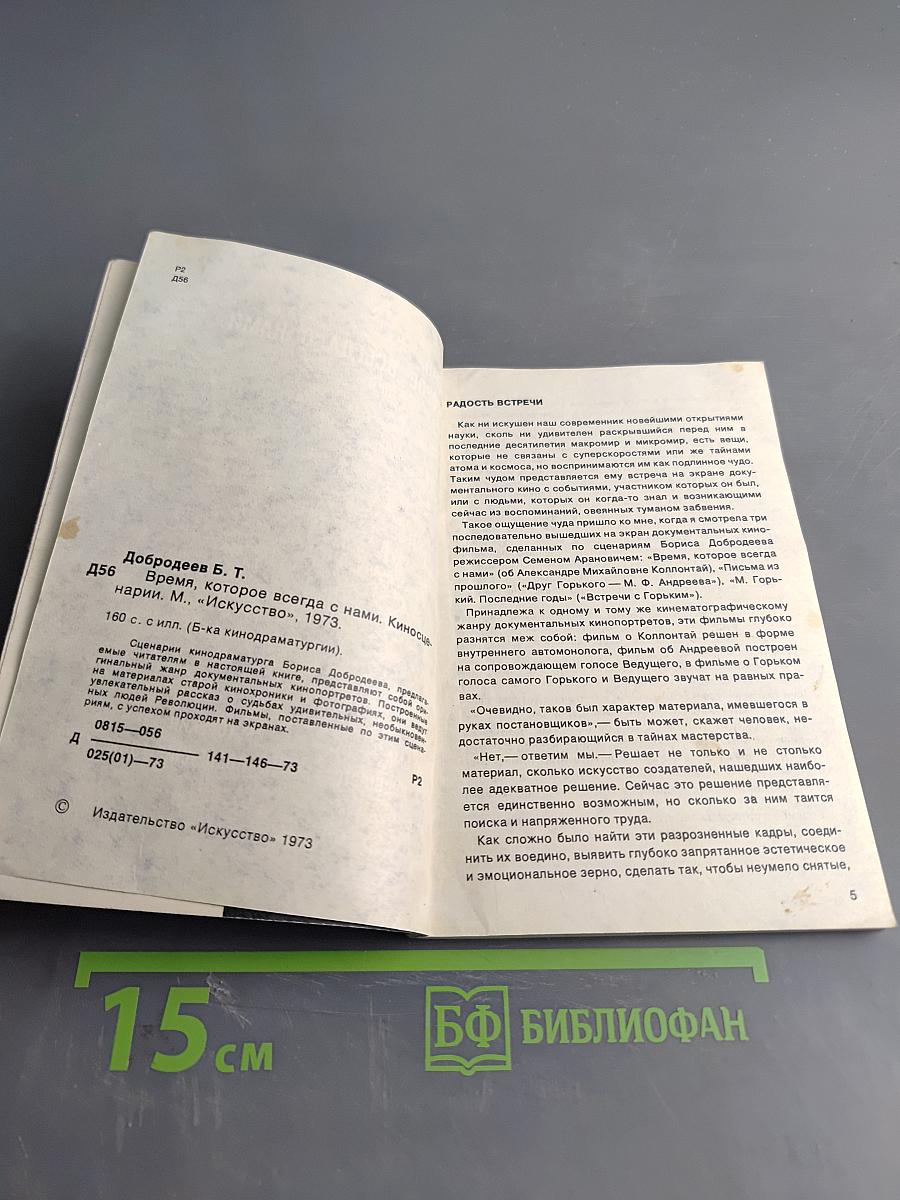 Р2
Д56
Добродеев Б. Т.
Д56 Время, которое всегда с нами. Киносце-
нарии. М., «Искусство», 1973.
160 с. с илл. (Б-ка кинодраматургии).
Сценарии кинодраматурга Бориса Добродеева, предлага-
емые читателям в настоящей книге, представляют собой ори-
гинальный жанр документальных кинопортретов. Построенные
на материалах старой кинохроники и фотографиях, они ведут
увлекательный рассказ о судьбах удивительных, необыкновен-
ных людей Революции. Фильмы, поставленные по этим сцена-
риям, с успехом проходят на экранах.
0815—056
Д 141—146—73
025(01)—73
Р2
© Издательство «Искусство» 1973
РАДОСТЬ ВСТРЕЧИ
Как ни искушен наш современник новейшими открытиями
науки, сколь ни удивителен раскрывшийся перед ним в
последние десятилетия макромир и микромир, есть вещи,
которые не связаны с суперскоростями или же тайнами
атома и космоса, но воспринимаются им как подлинное чудо.
Таким чудом представляется ему встреча на экране доку-
ментального кино с событиями, участником которых он был,
или с людьми, которых он когда-то знал и возникающими
сейчас из воспоминаний, овеянных туманом забвения.
Такое ощущение чуда пришло ко мне, когда я смотрела три
последовательно вышедших на экран документальных кино-
фильма, сделанных по сценариям Бориса Добродеева
режиссером Семеном Арановичем: «Время, которое всегда
с нами» (об Александре Михайловне Коллонтай), «Письма из
прошлого» («Друг Горького — М. Ф. Андреева»), «М. Горь-
кий. Последние годы» («Встречи с Горьким»).
Принадлежа к одному и тому же кинематографическому
жанру документальных кинопортретов, эти фильмы глубоко
разнятся меж собой: фильм о Коллонтай решен в форме
внутреннего автомонолога, фильм об Андреевой построен
на сопровождающем голосе Ведущего, в фильме о Горьком
голоса самого Горького и Ведущего звучат на равных пра-
вах.
«Очевидно, таков был характер материала, имевшегося в
руках постановщиков»,— быть может, скажет человек, не-
достаточно разбирающийся в тайнах мастерства.
«Нет,— ответим мы.— Решает не только и не столько
материал, сколько искусство создателей, нашедших наибо-
лее адекватное решение. Сейчас это решение представля-
ется единственно возможным, но сколько за ним таится
поиска и напряженного труда.
Как сложно было найти эти разрозненные кадры, соеди-
нить их воедино, выявить глубоко запрятанное эстетическое
и эмоциональное зерно, сделать так, чтобы неумело снятые,
5
15 см
БФ БИБЛИОФАН